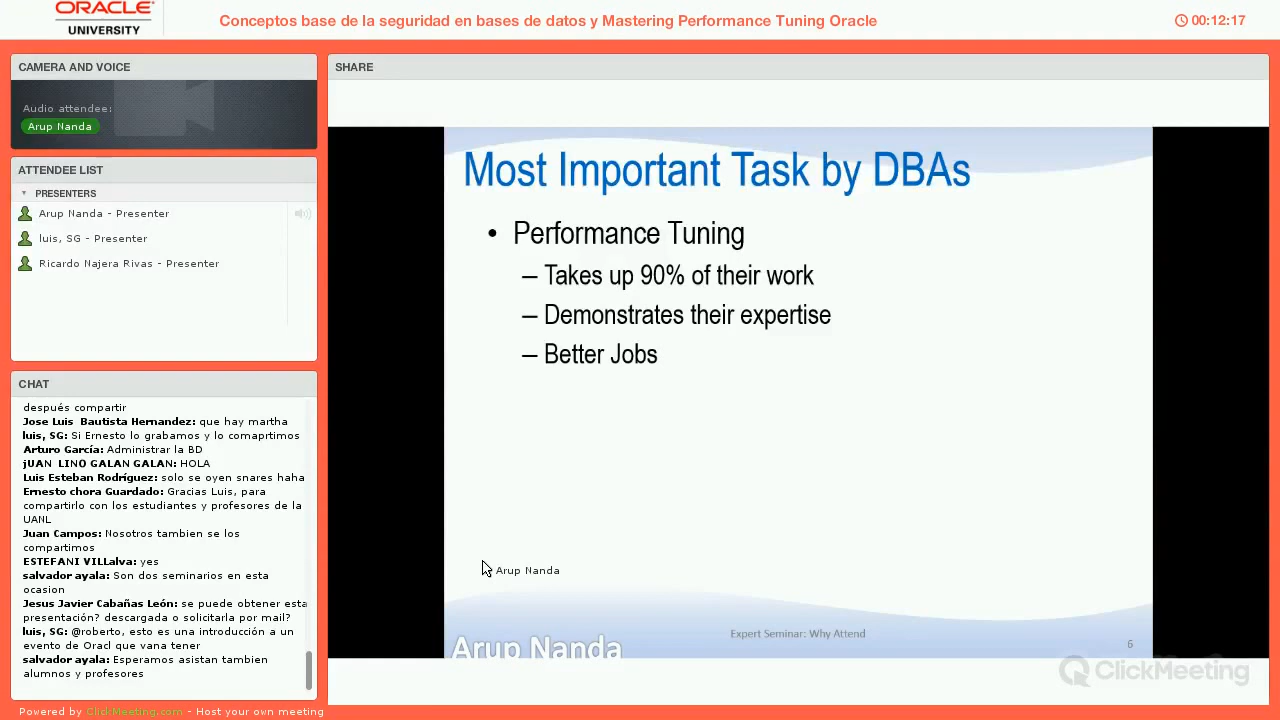 ORACLE
UNIVERSITY
Conceptos base de la seguridad en bases de datos y Mastering Performance Tuning Oracle
00:12:17
CAMERA AND VOICE
Audio attendee:
Arup Nanda
ATTENDEE LIST
PRESENTERS
Arup Nanda - Presenter
luis, SG - Presenter
Ricardo Najera Rivas - Presenter
CHAT
después compartir
Jose Luis Bautista Hernandez: que hay martha
luis, SG: Si Ernesto lo grabamos y lo comaprtimos
Arturo García: Administrar la BD
jUAN LINO GALAN GALAN: HOLA
Luis Esteban Rodríguez: solo se oyen snares haha
Ernesto chora Guardado: Gracias Luis, para
compartirlo con los estudiantes y profesores de la
UANL
Juan Campos: Nosotros tambien se los
compartimos
ESTEFANI VILLalva: yes
salvador ayala: Son dos seminarios en esta
ocasion
Jesus Javier Cabañas León: se puede obtener esta
presentación? descargada o solicitarla por mail?
luis, SG: @roberto, esto es una introducción a un
evento de Oracl que vana tener
salvador ayala: Esperamos asistan tambien
alumnos y profesores
SHARE
Most Important Task by DBAs
• Performance Tuning
– Takes up 90% of their work
– Demonstrates their expertise
– Better Jobs
Arup Nanda
Expert Seminar: Why Attend
6
Arup Nanda
ClickMeeting
Powered by ClickMeeting.com - Host your own meeting